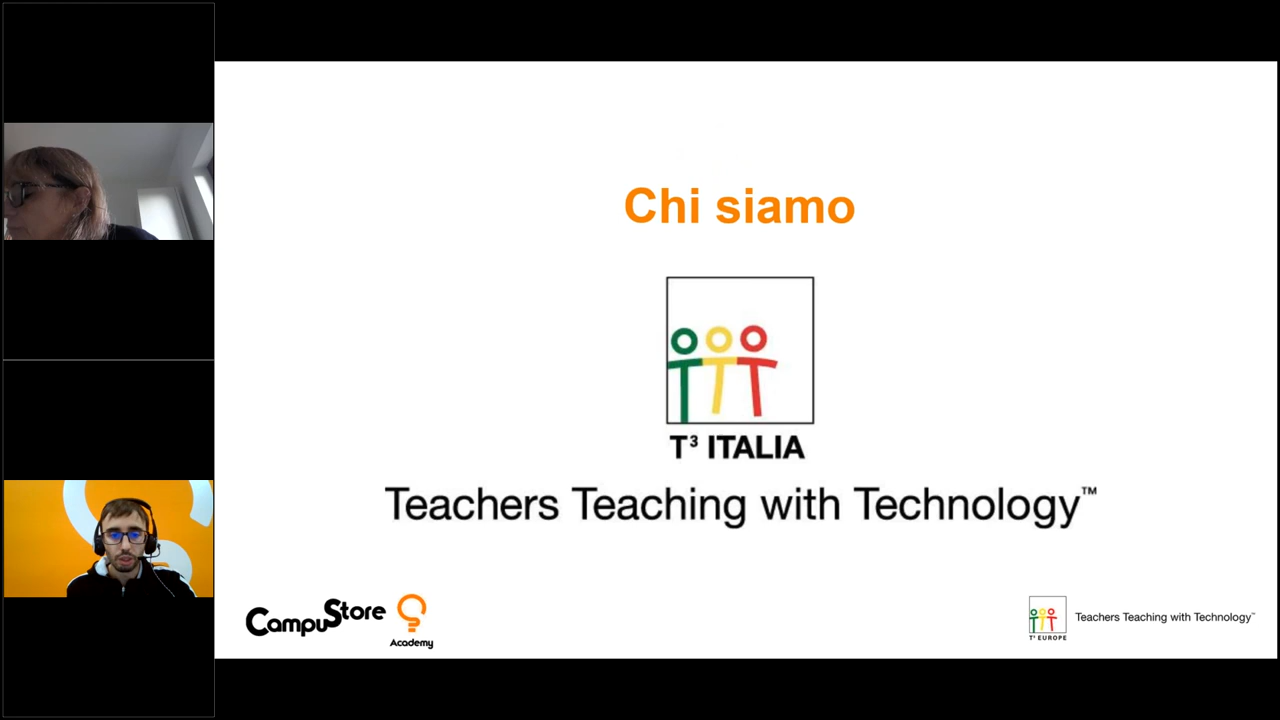 Chi siamo
T³ ITALIA
Teachers Teaching with Technology™
CampuStore
Academy
T³ EUROPE
Teachers Teaching with Technology™